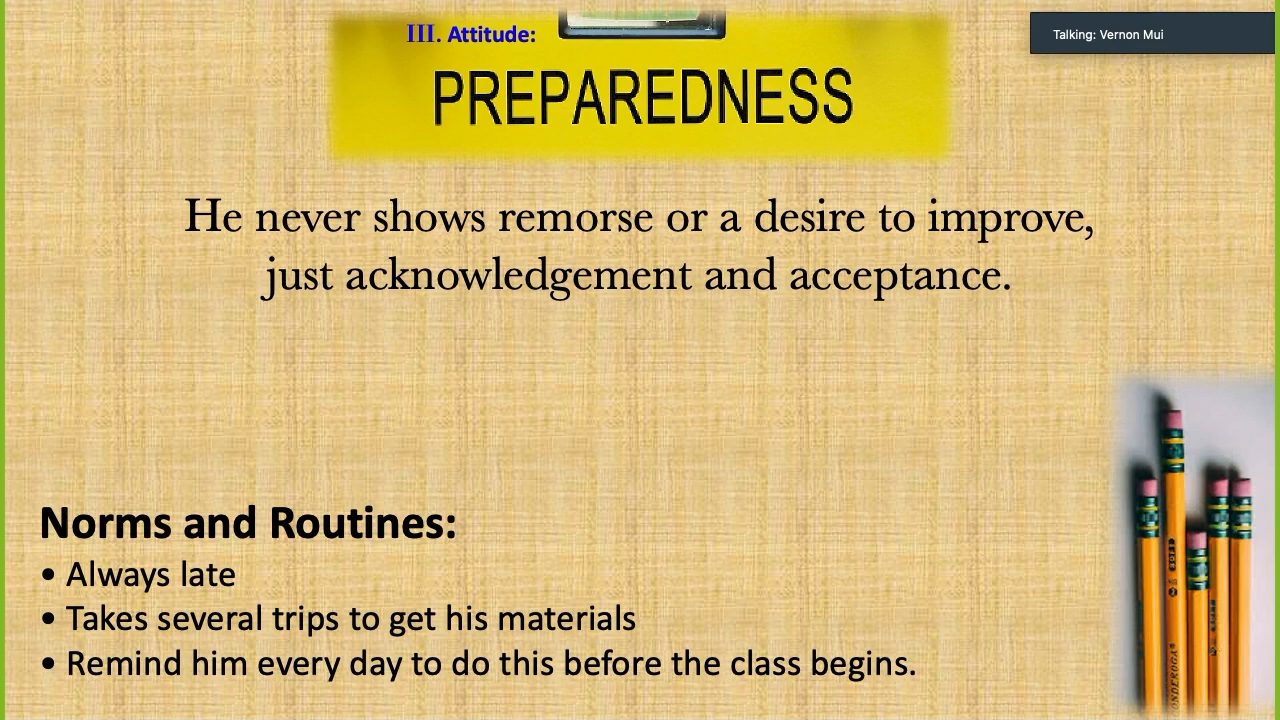 III. Attitude:
Talking: Vernon Mui
PREPAREDNESS
He never shows remorse or a desire to improve,
just acknowledgement and acceptance.
Norms and Routines:
• Always late
• Takes several trips to get his materials
• Remind him every day to do this before the class begins.